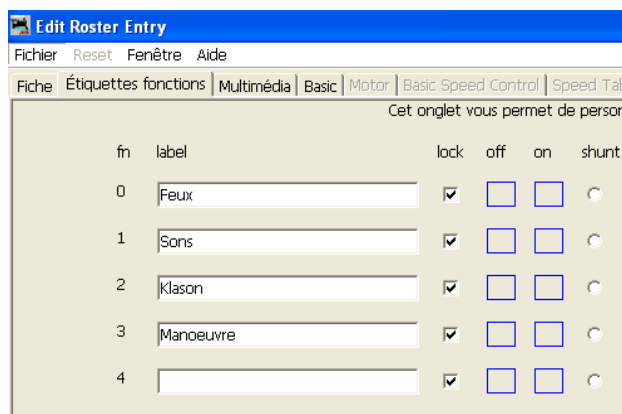 Edit Roster Entry
Fichier Reset Fenêtre Aide
Fiche Étiquettes fonctions Multimédia Basic Motor Basic Speed Control Speed Tab
Cet onglet vous permet de person
fn label lock off on shunt
0 Feux
1 Sons
2 Klason
3 Manoeuvre
4